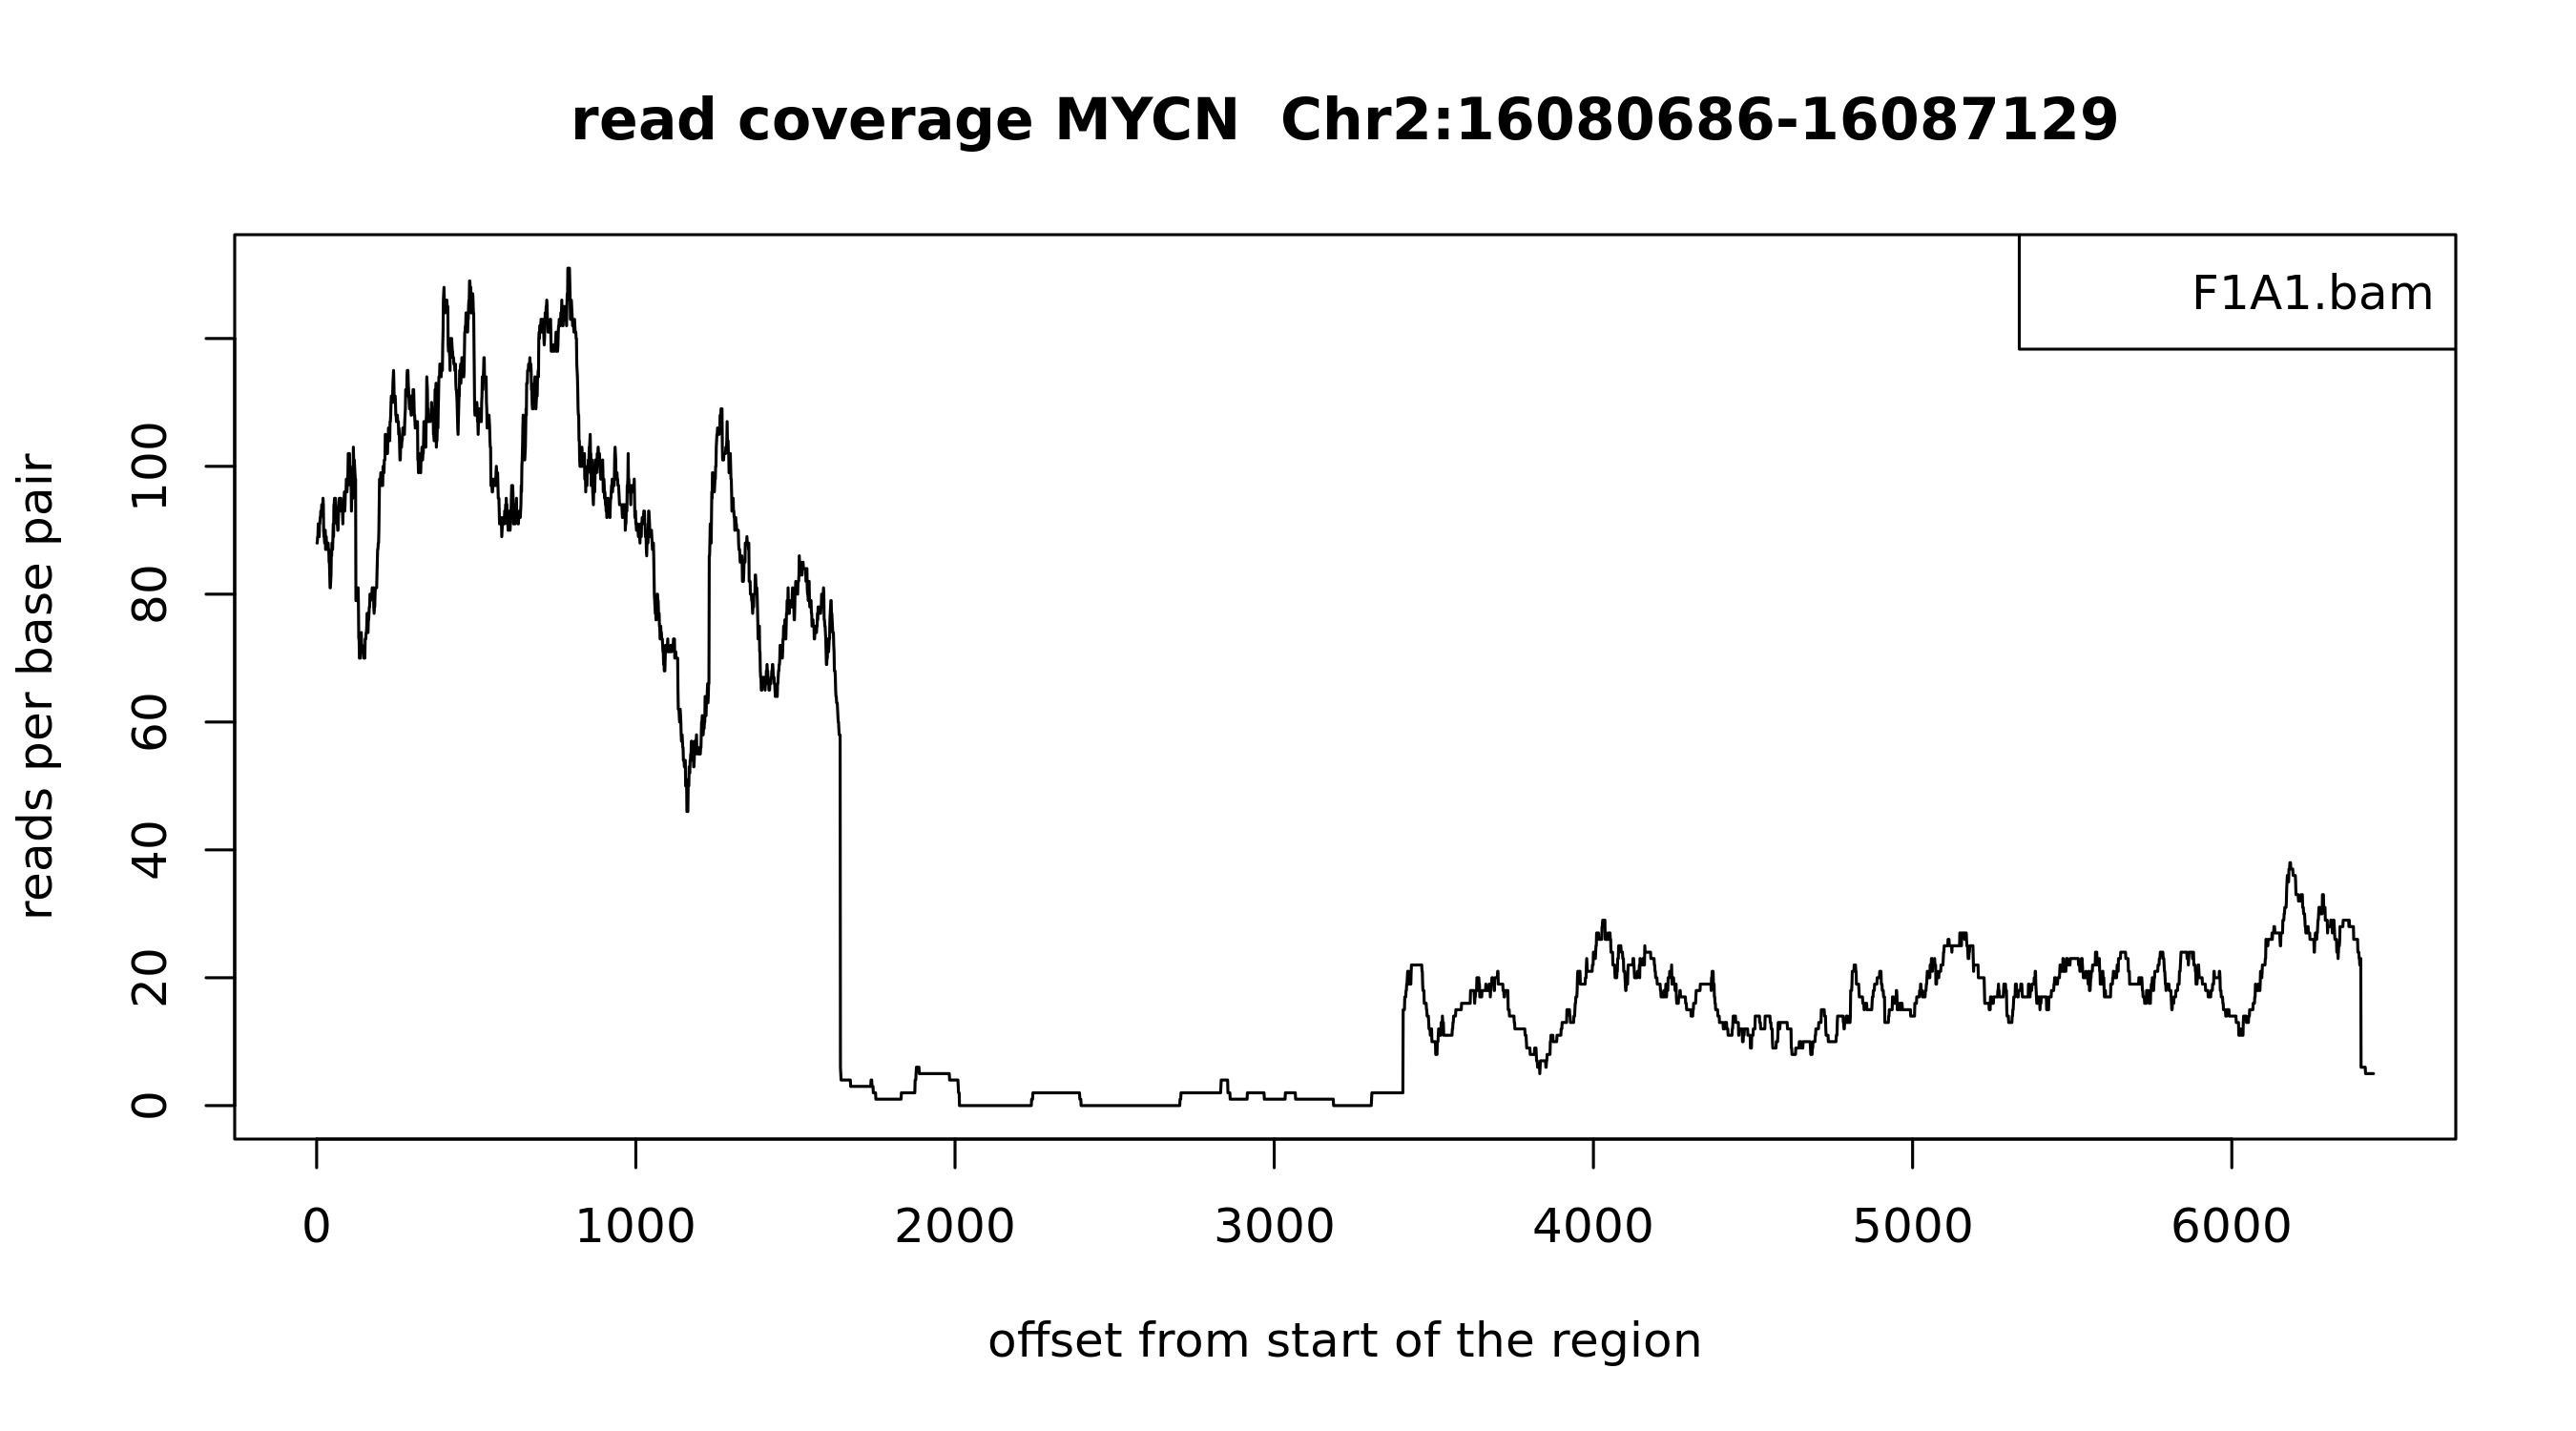 read coverage MYCN  Chr2:16080686-16087129
F1A1.bam
reads per base pair
100
80
60
40
20
0
0 1000 2000 3000 4000 5000 6000
offset from start of the region